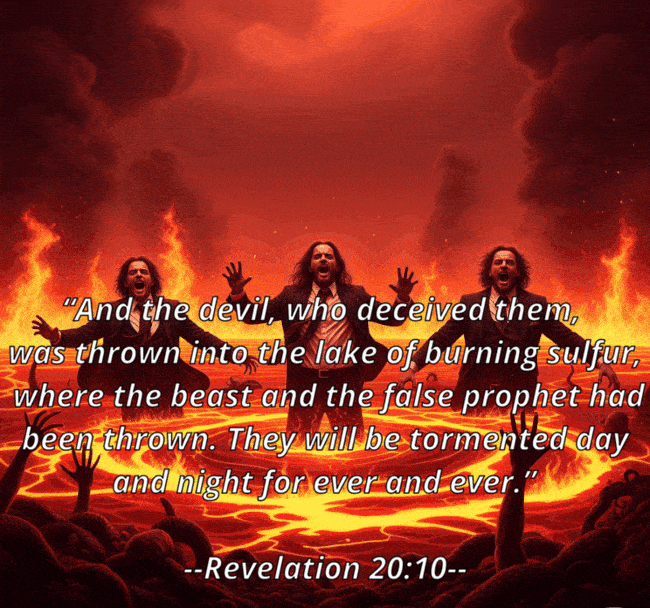 “And the devil, who deceived them,
was thrown into the lake of burning sulfur,
where the beast and the false prophet had
been thrown. They will be tormented day
and night for ever and ever.”
--Revelation 20:10--